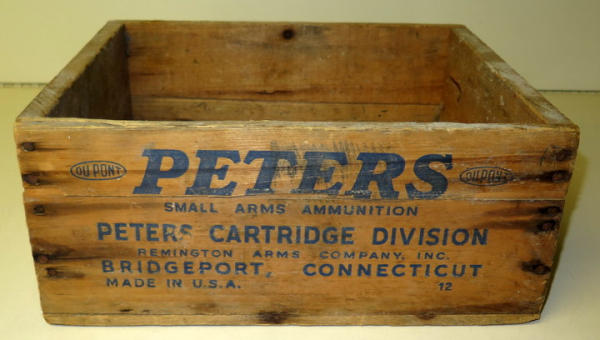 DU PONT PETERS DU PONT
SMALL ARMS AMMUNITION
PETERS CARTRIDGE DIVISION
REMINGTON ARMS COMPANY, INC.
BRIDGEPORT, CONNECTICUT
MADE IN U.S.A. 12